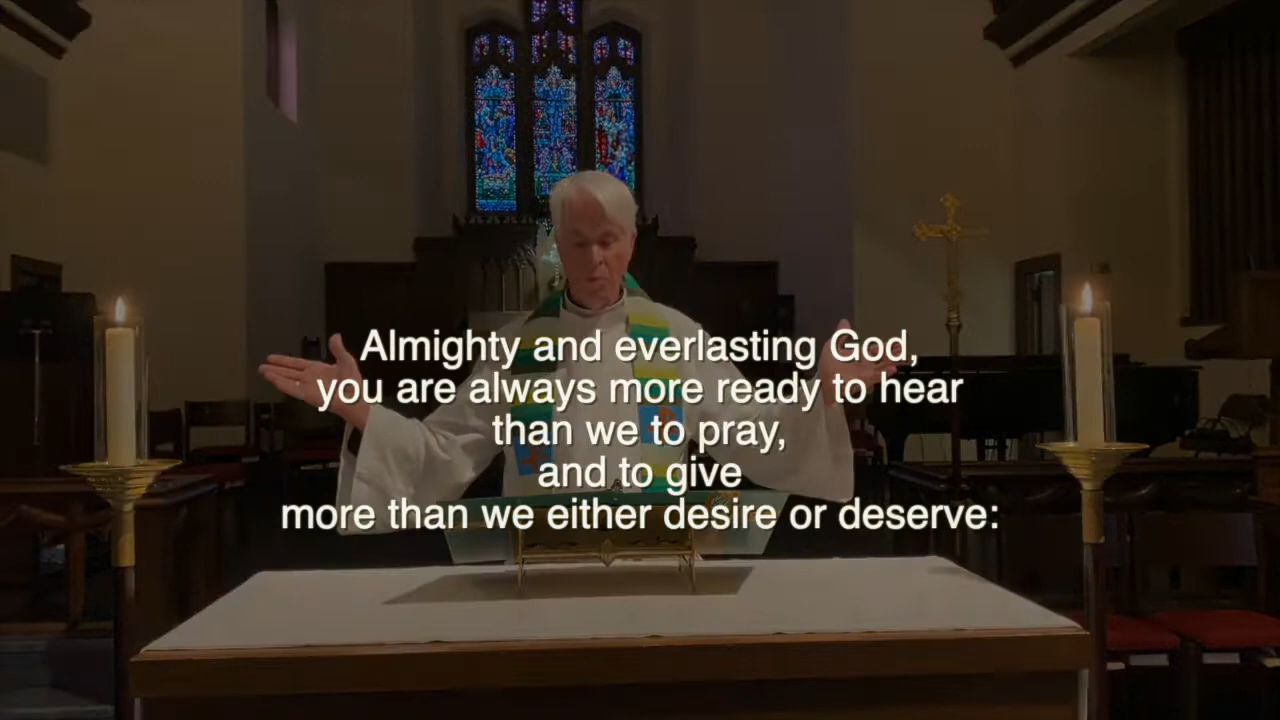 Almighty and everlasting God,
you are always more ready to hear
than we to pray,
and to give
more than we either desire or deserve: